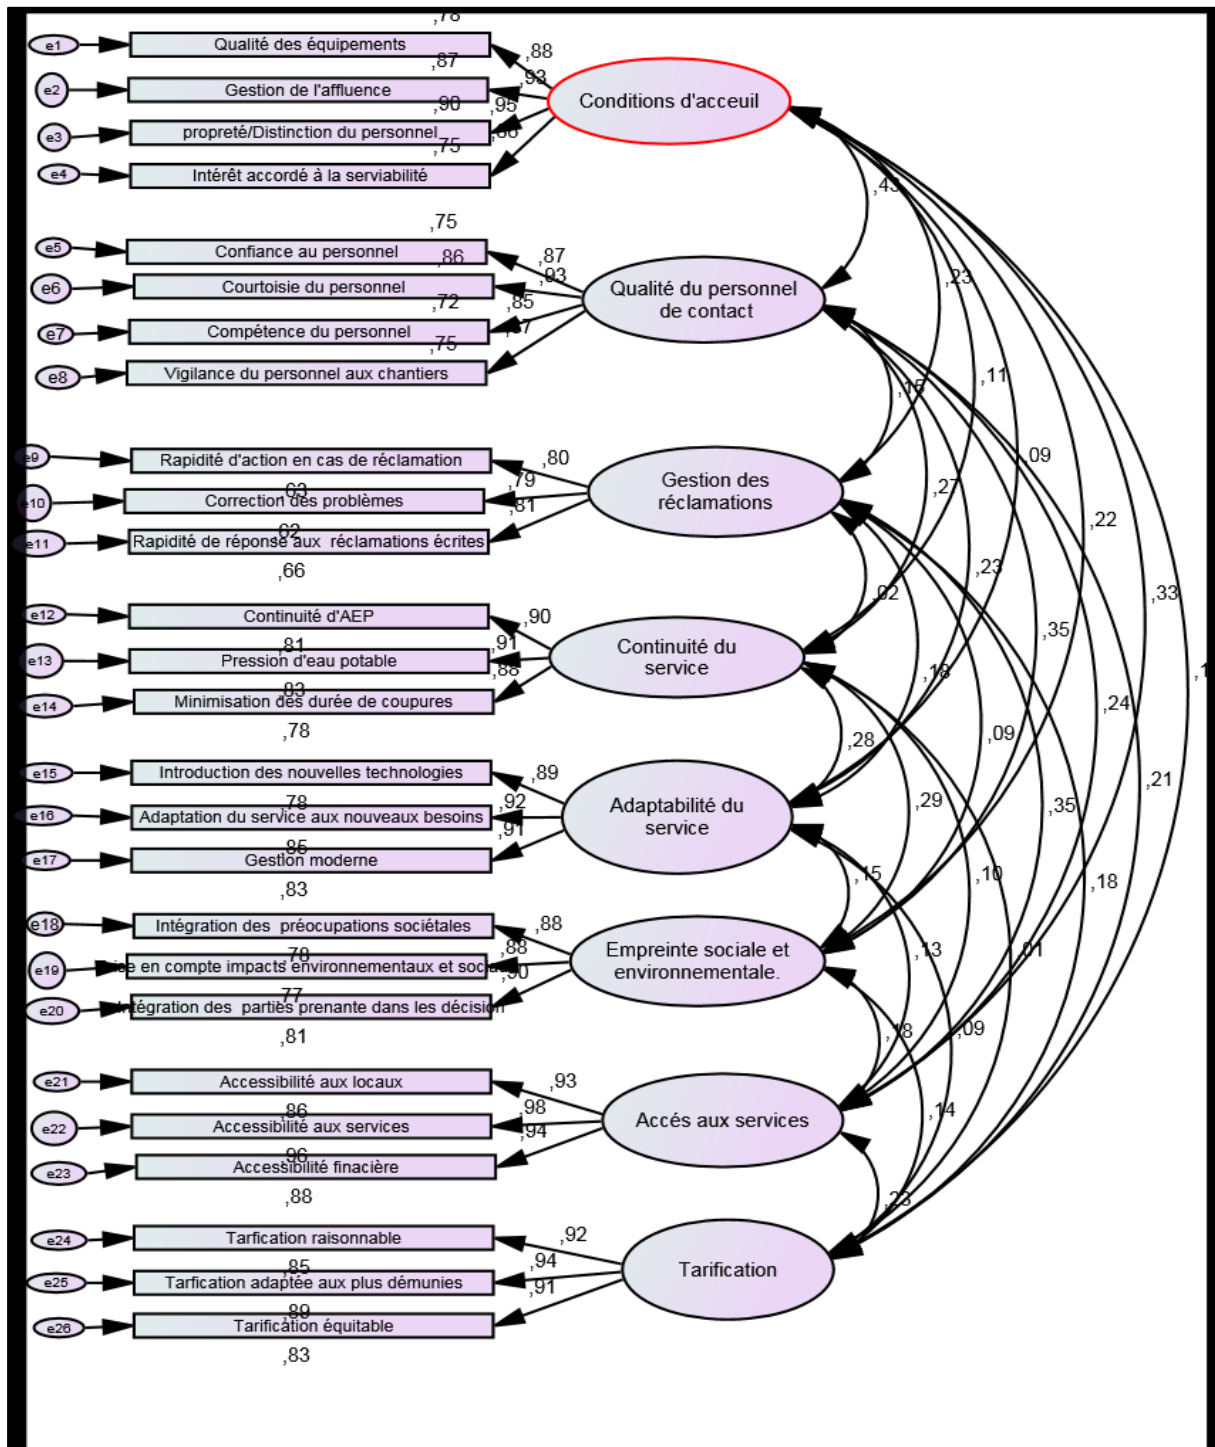 ,78
e1
Qualité des équipements
,88
,87
e2
Gestion de l'affluence
,93
Conditions d'acceuil
,90
,95
e3
propreté/Distinction du personnel
,86
,75
e4
Intérêt accordé à la serviabilité
,43
,75
e5
Confiance au personnel
,87
,86
e6
Courtoisie du personnel
,93
Qualité du personnel
de contact
,23
,72
,85
e7
Compétence du personnel
,87
,75
e8
Vigilance du personnel aux chantiers
,15
,11
e9
Rapidité d'action en cas de réclamation
,80
,09
,63
,79
e10
Correction des problèmes
,81
Gestion des
réclamations
,27
,62
e11
Rapidité de réponse aux réclamations écrites
,22
,66
,23
,02
,33
e12
Continuité d'AEP
,90
,35
,81
,91
e13
Pression d'eau potable
,88
Continuité du
service
,18
,83
e14
Minimisation des durée de coupures
,24
,78
,28
,09
e15
Introduction des nouvelles technologies
,89
,21
,78
,92
e16
Adaptation du service aux nouveaux besoins
,91
Adaptabilité du
service
,29
,35
,85
e17
Gestion moderne
,83
,15
,10
,18
e18
Intégration des préocupations sociétales
,88
,78
,88
e19
en compte impacts environnementaux et
,90
Empreinte sociale et
environnementale.
,13
,01
,77
e20
Intégration des parties prenante dans les décision
,81
,18
,09
e21
Accessibilité aux locaux
,93
,86
,98
e22
Accessibilité aux services
,94
Accés aux services
,14
,96
e23
Accessibilité finacière
,88
,23
e24
Tarfication raisonnable
,92
,85
,94
e25
Tarfication adaptée aux plus démunies
,91
Tarification
,89
e26
Tarification équitable
,83